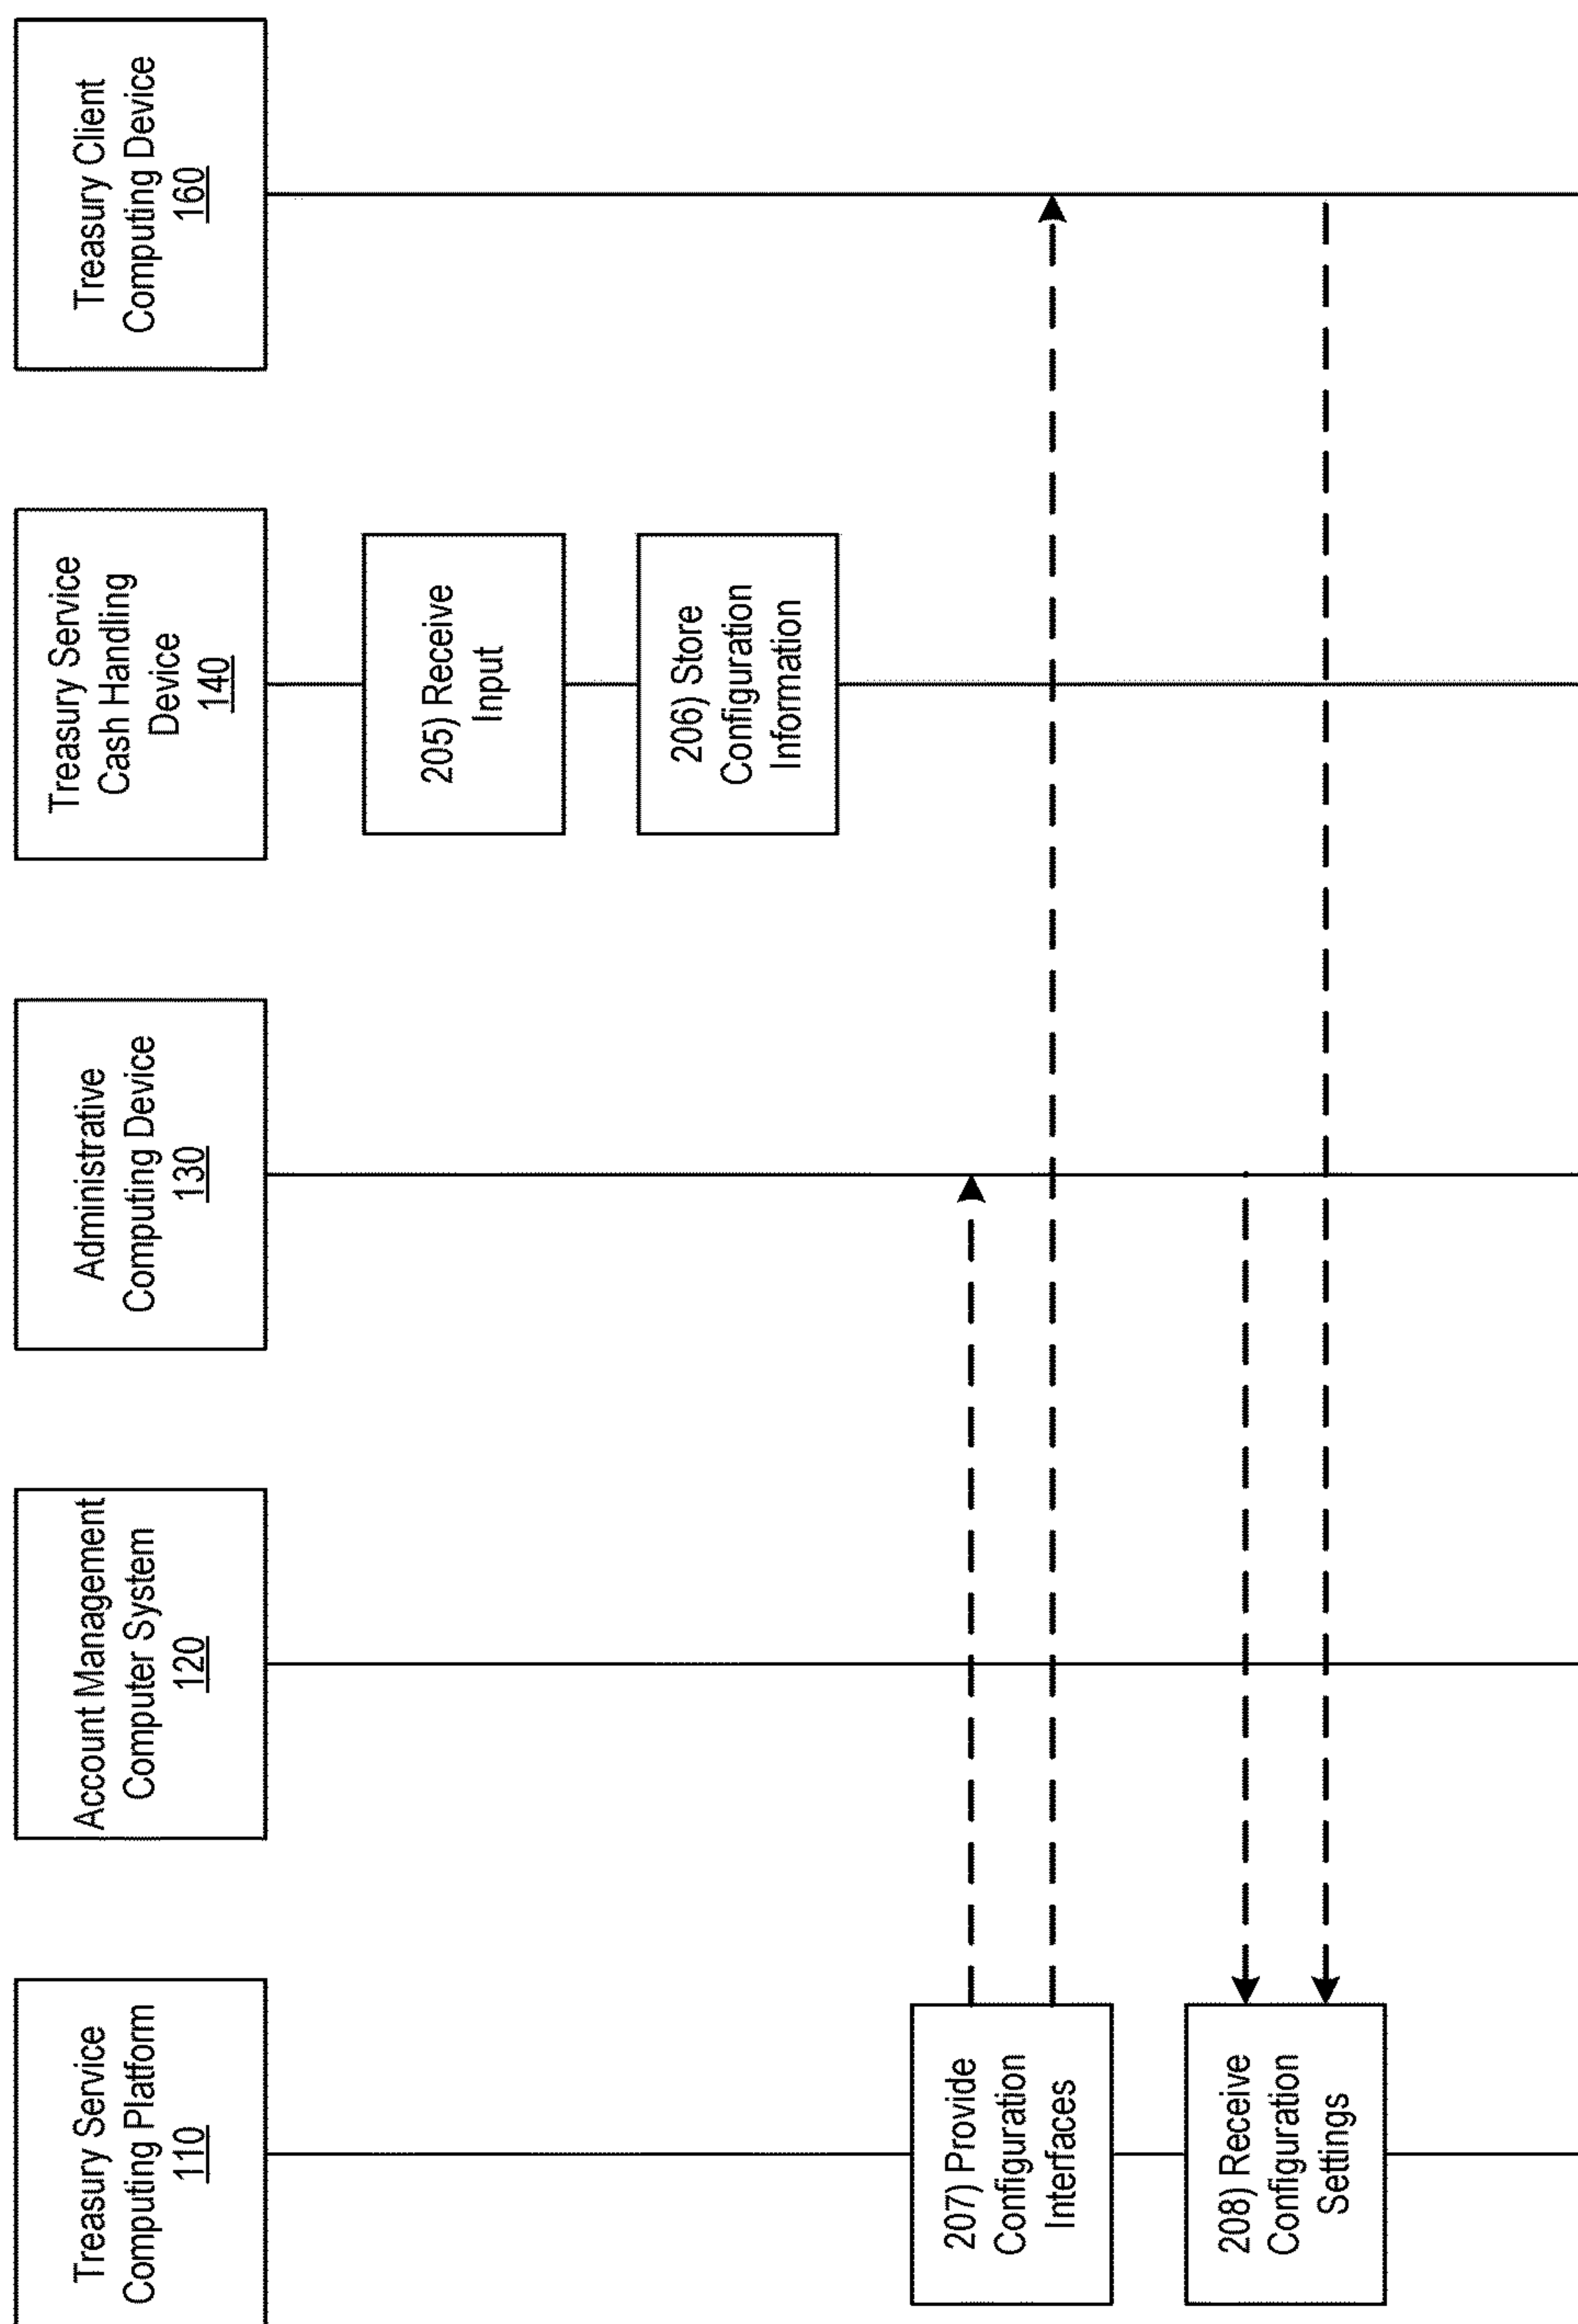 Treasury Service
Computing Platform
110
Account Management
Computer System
120
Administrative
Computing Device
130
Treasury Service
Cash Handling
Device
140
Treasury Client
Computing Device
160
205) Receive
Input
206) Store
Configuration
Information
207) Provide
Configuration
Interfaces
208) Receive
Configuration
Settings